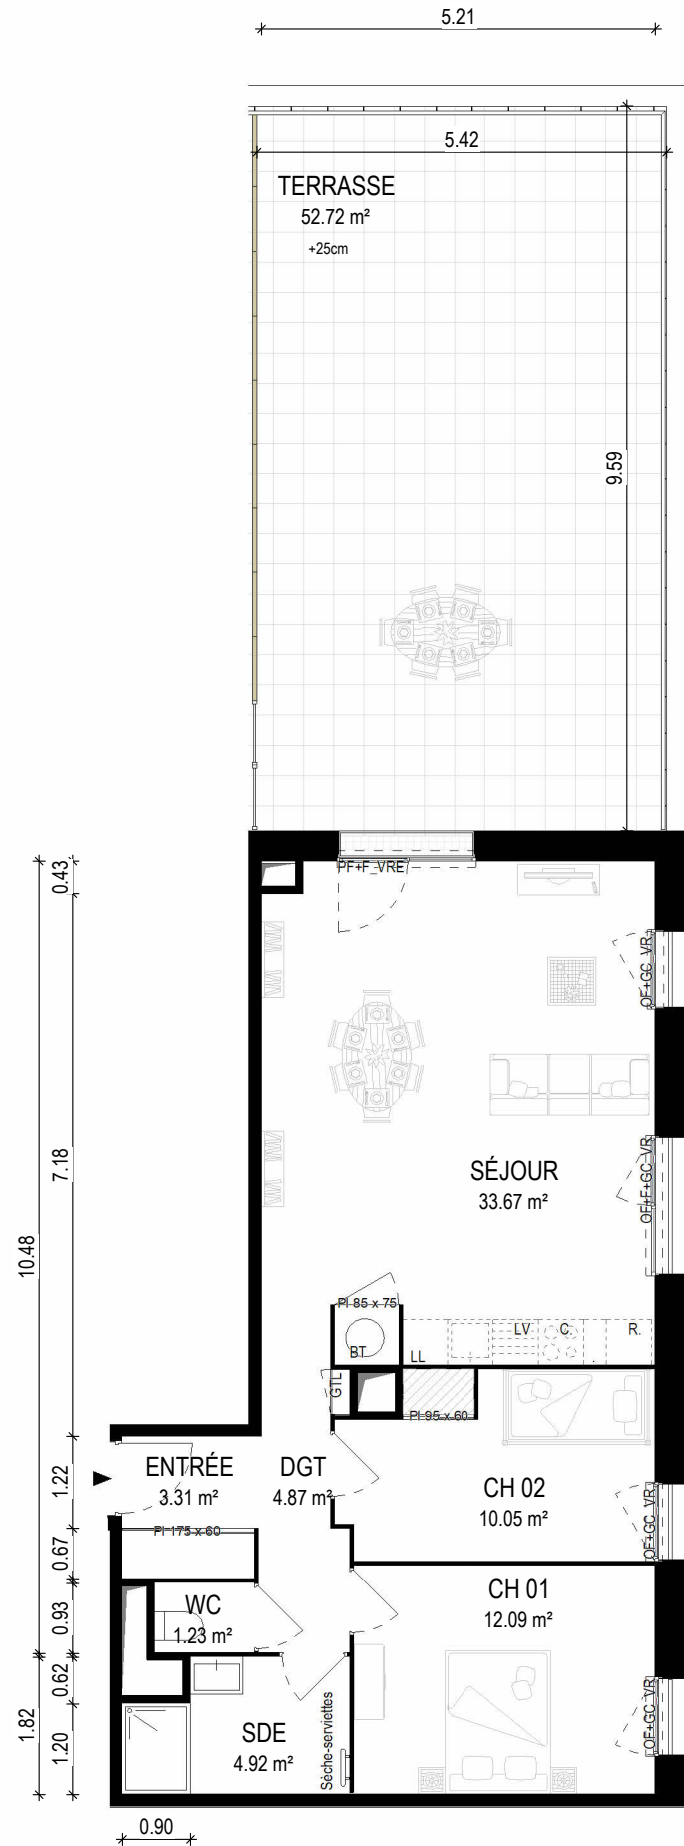 5.21
5.42
TERRASSE
52.72 m²
+25cm
9.59
0.43
PF+F_VRE
OF+GC_VR
7.18
10.48
SÉJOUR
33.67 m²
OF+F+GC_VR
Pl 85 x 75
BT
LL
LV
C.
R.
GTL
Pl 95 x 60
ENTRÉE
3.31 m²
DGT
4.87 m²
CH 02
10.05 m²
OF+GC_VR
1.22
Pl 175 x 60
0.67
WC
1.23 m²
0.93
CH 01
12.09 m²
OF+GC_VR
0.62
1.82
1.20
SDE
4.92 m²
Sèche-serviettes
0.90